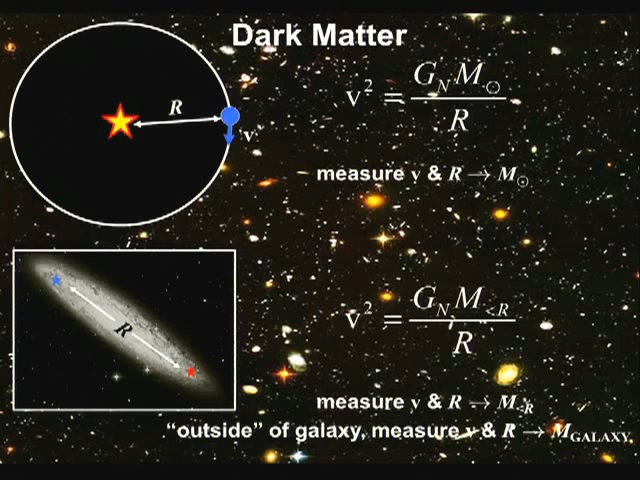 Dark Matter
R
v
v² = G_N M_☉ / R
measure v & R → M_☉
R
v² = G_N M_<R / R
measure v & R → M_<R
“outside” of galaxy, measure v & R → M_GALAXY